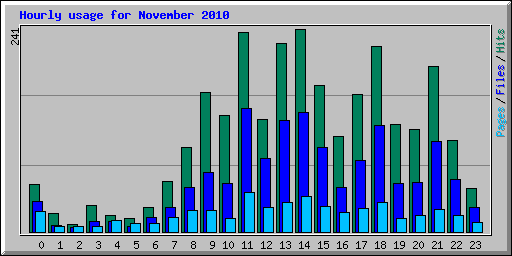 Hourly usage for November 2010
241
Pages/Files/Hits
0 1 2 3 4 5 6 7 8 9 10 11 12 13 14 15 16 17 18 19 20 21 22 23